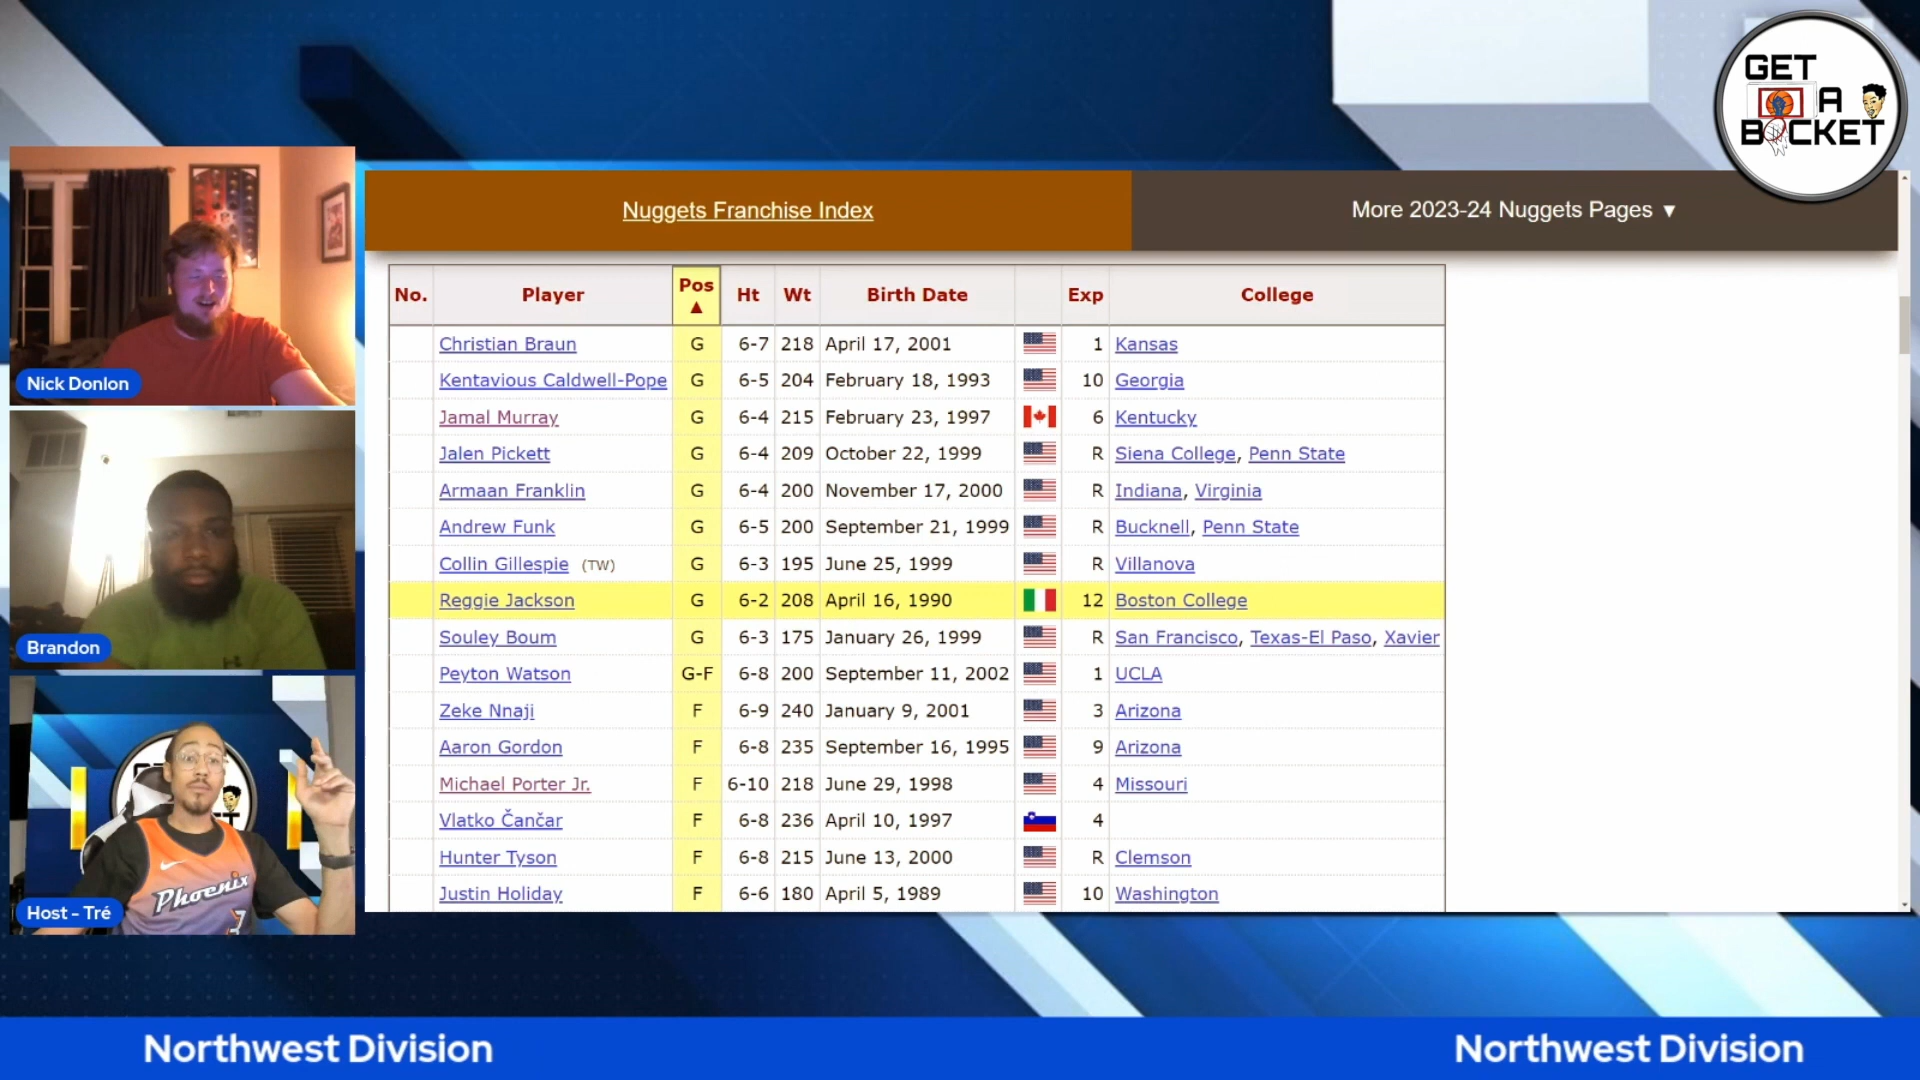 GET
A
BUCKET
Nuggets Franchise Index
More 2023-24 Nuggets Pages ▼
No. Player Pos ▲ Ht Wt Birth Date Exp College
Christian Braun G 6-7 218 April 17, 2001 1 Kansas
Kentavious Caldwell-Pope G 6-5 204 February 18, 1993 10 Georgia
Jamal Murray G 6-4 215 February 23, 1997 6 Kentucky
Jalen Pickett G 6-4 209 October 22, 1999 R Siena College, Penn State
Armaan Franklin G 6-4 200 November 17, 2000 R Indiana, Virginia
Andrew Funk G 6-5 200 September 21, 1999 R Bucknell, Penn State
Collin Gillespie (TW) G 6-3 195 June 25, 1999 R Villanova
Reggie Jackson G 6-2 208 April 16, 1990 12 Boston College
Souley Boum G 6-3 175 January 26, 1999 R San Francisco, Texas-El Paso, Xavier
Peyton Watson G-F 6-8 200 September 11, 2002 1 UCLA
Zeke Nnaji F 6-9 240 January 9, 2001 3 Arizona
Aaron Gordon F 6-8 235 September 16, 1995 9 Arizona
Michael Porter Jr. F 6-10 218 June 29, 1998 4 Missouri
Vlatko Čančar F 6-8 236 April 10, 1997 4
Hunter Tyson F 6-8 215 June 13, 2000 R Clemson
Justin Holiday F 6-6 180 April 5, 1989 10 Washington
Nick Donlon
Brandon
Phoenix
3
Host - Tré
Northwest Division
Northwest Division